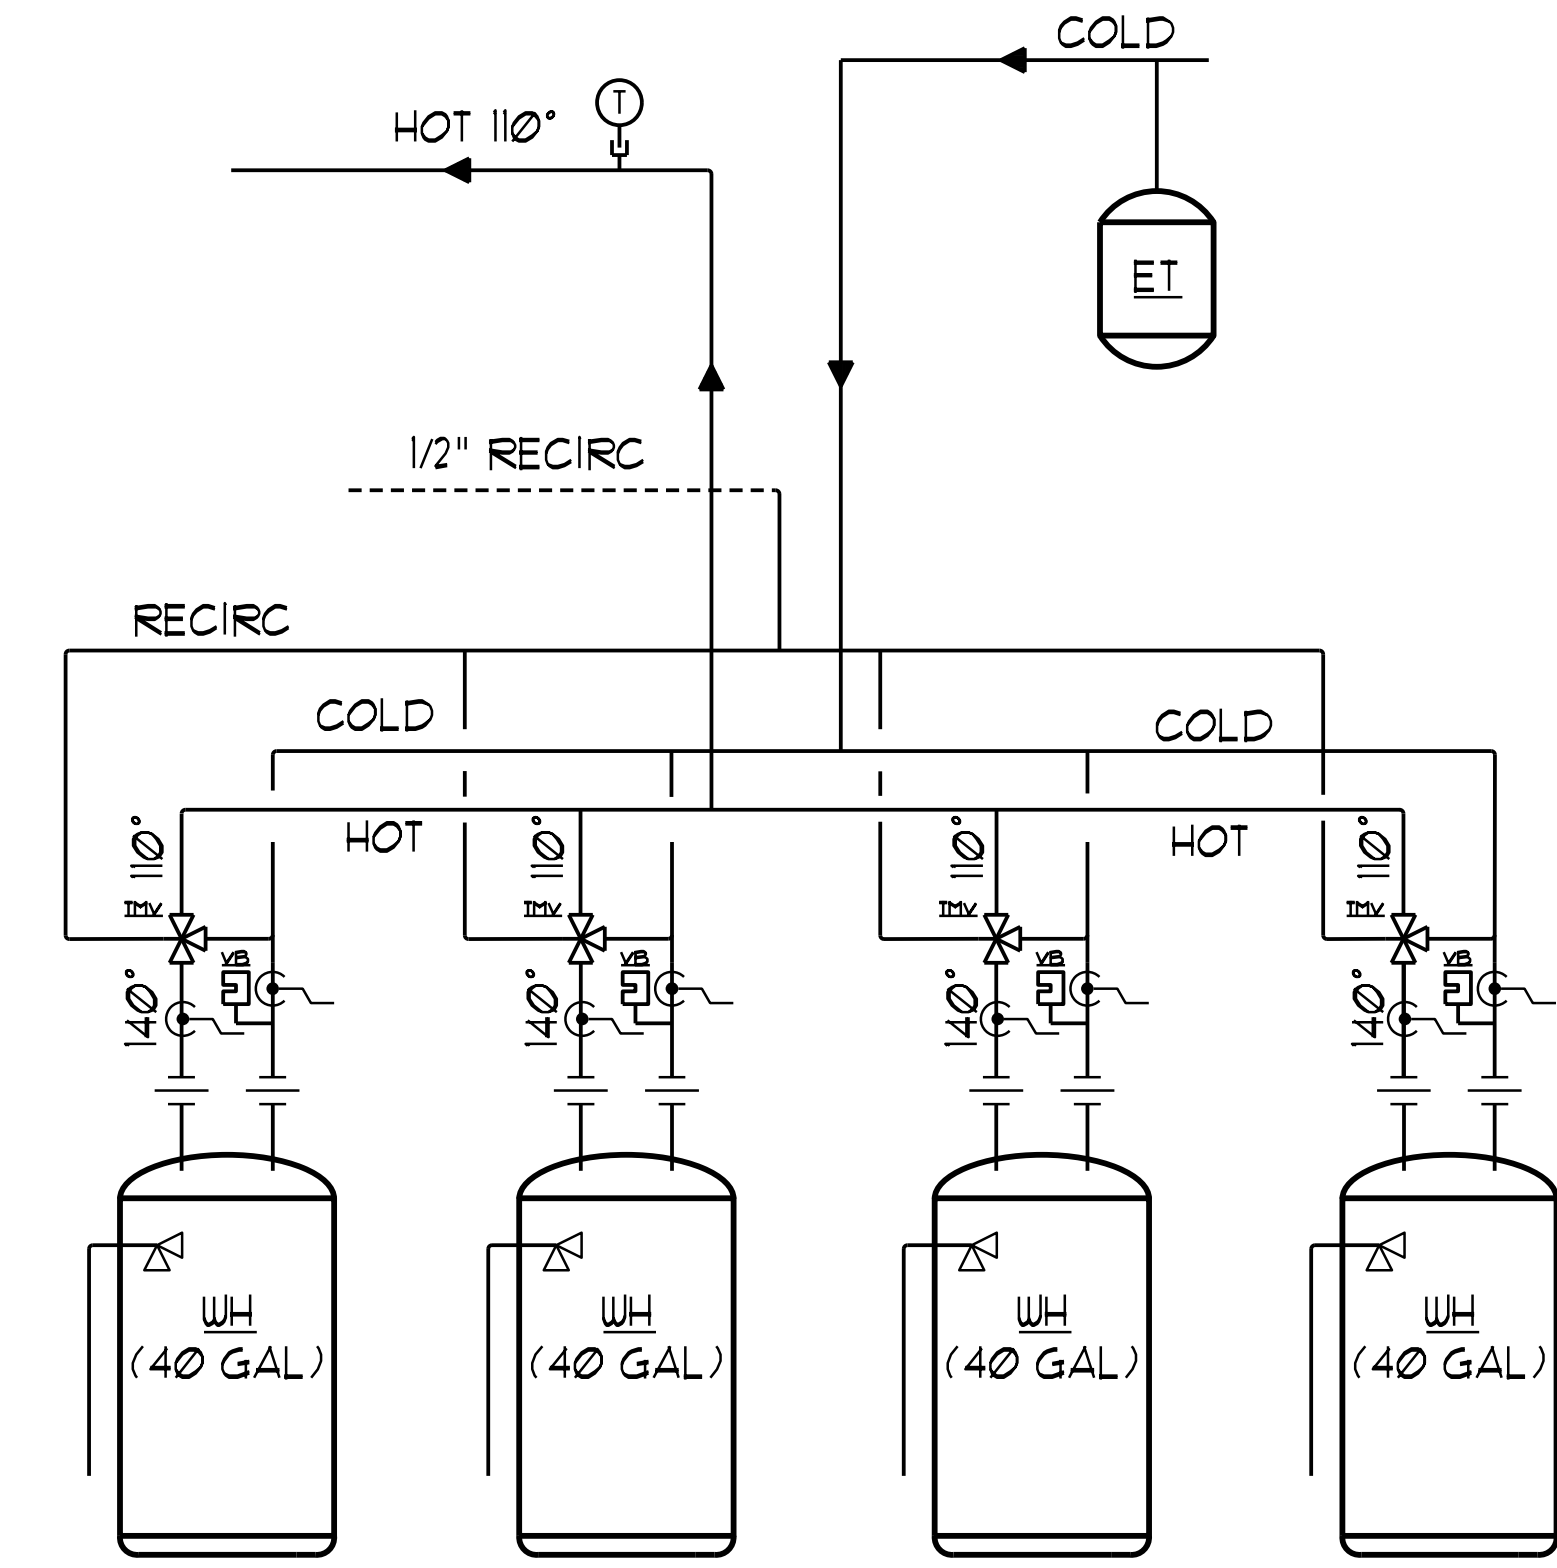 COLD
T
HOT 110°
ET
1/2" RECIRC
RECIRC
COLD
COLD
HOT
HOT
110°
110°
110°
110°
TMV
TMV
TMV
TMV
VB
VB
VB
VB
140°
140°
140°
140°
WH
(40 GAL)
WH
(40 GAL)
WH
(40 GAL)
WH
(40 GAL)